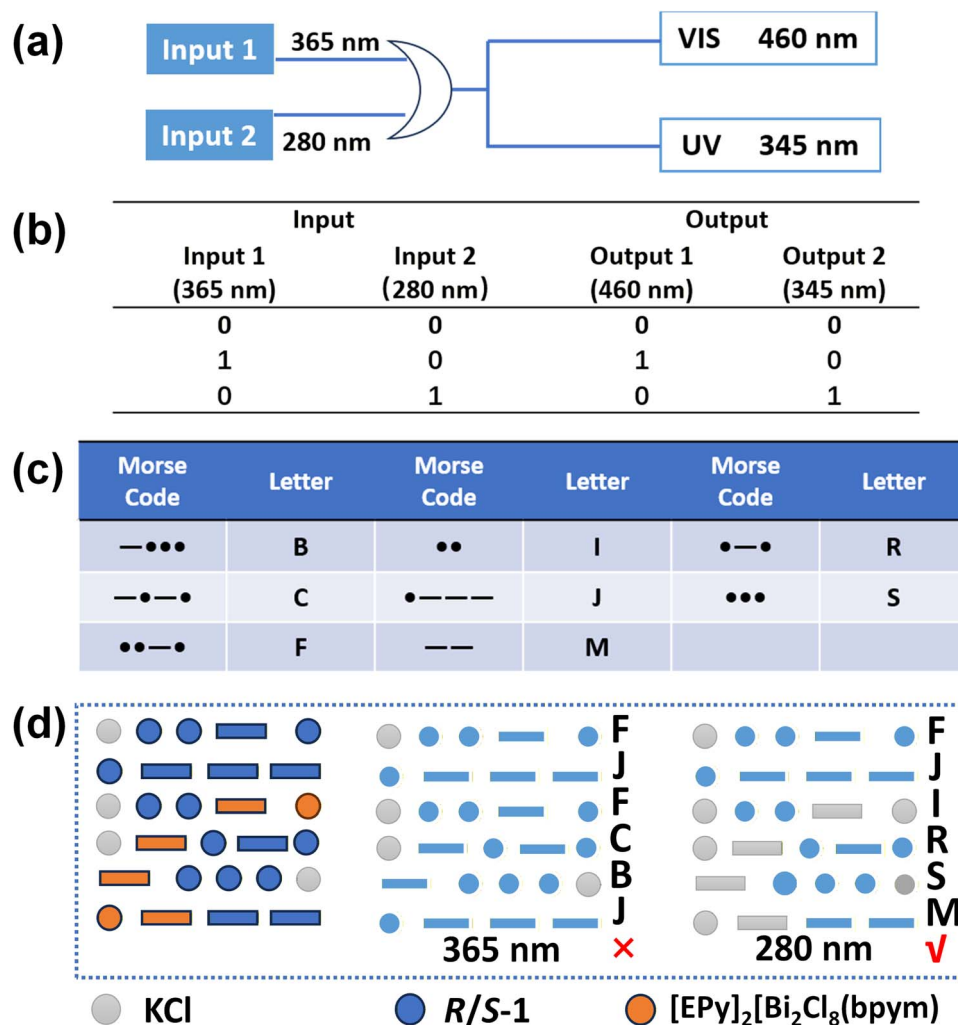 (a)
Input 1 365 nm VIS 460 nm
Input 2 280 nm UV 345 nm
(b)
Input Output
Input 1 Input 2 Output 1 Output 2
(365 nm) (280 nm) (460 nm) (345 nm)
0 0 0 0
1 0 1 0
0 1 0 1
(c)
Morse Code Letter Morse Code Letter Morse Code Letter
—••• B •• I •—• R
—•—• C •——— J ••• S
••—• F —— M
(d)
F F
J J
F I
C R
B S
J M
365 nm × 280 nm √
KCl R/S-1 [EPy]₂[Bi₂Cl₈(bpym)